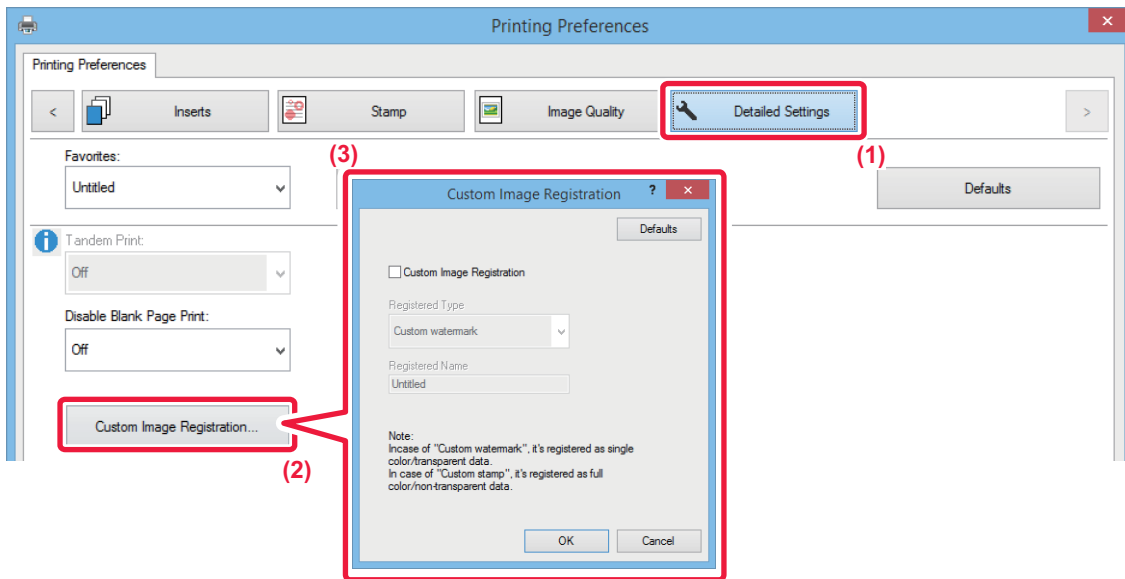 Printing Preferences
Printing Preferences
< Inserts Stamp Image Quality Detailed Settings >
(1)
Favorites:
Untitled
Defaults
Tandem Print:
Off
Disable Blank Page Print:
Off
Custom Image Registration...
(2)
(3)
Custom Image Registration ?
Defaults
Custom Image Registration
Registered Type
Custom watermark
Registered Name
Untitled
Note:
Incase of "Custom watermark", it's registered as single
color/transparent data.
In case of "Custom stamp", it's registered as full
color/non-transparent data.
OK Cancel